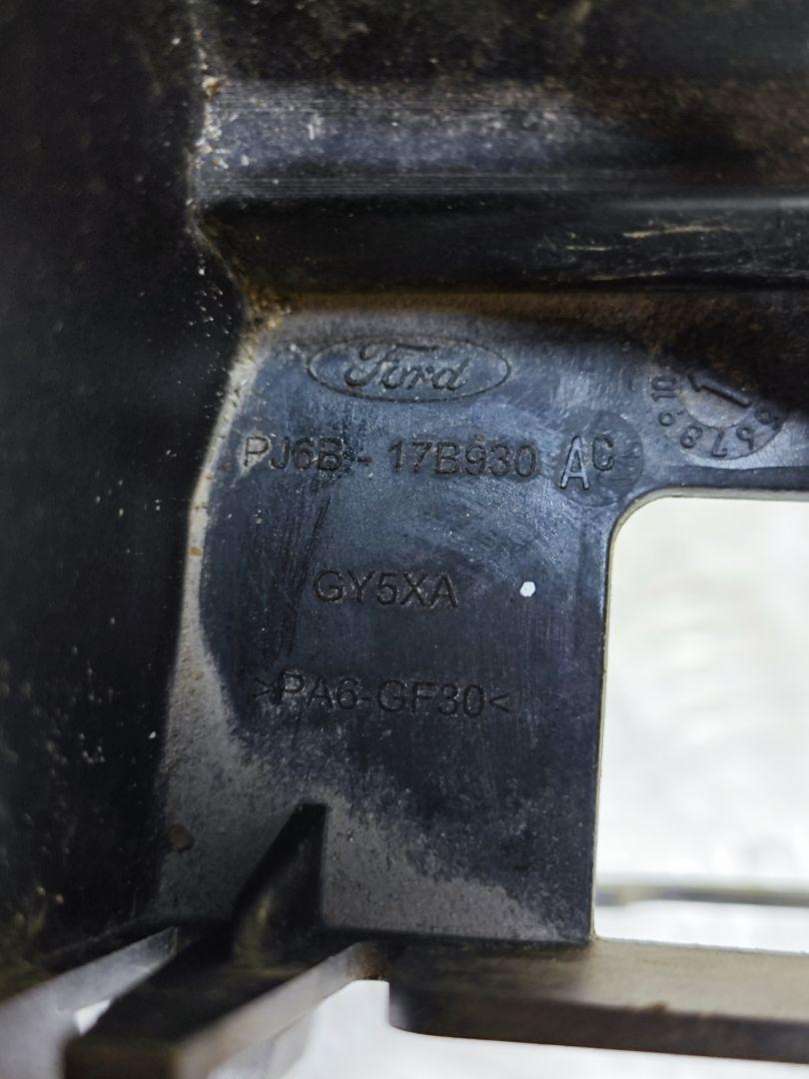 Ford
PJ6B - 17B930 AC
GY5XA
>PA6-GF30<